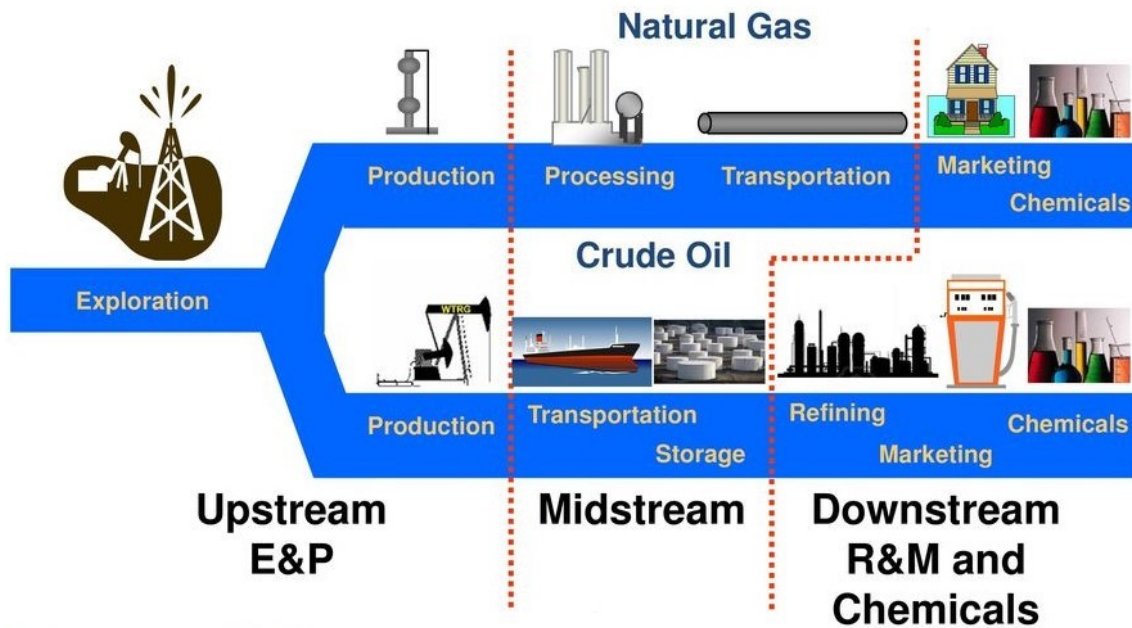 Natural Gas
Production
Processing
Transportation
Marketing
Chemicals
Exploration
Crude Oil
WTRG
Production
Transportation
Storage
Refining
Marketing
Chemicals
Upstream
E&P
Midstream
Downstream
R&M and
Chemicals